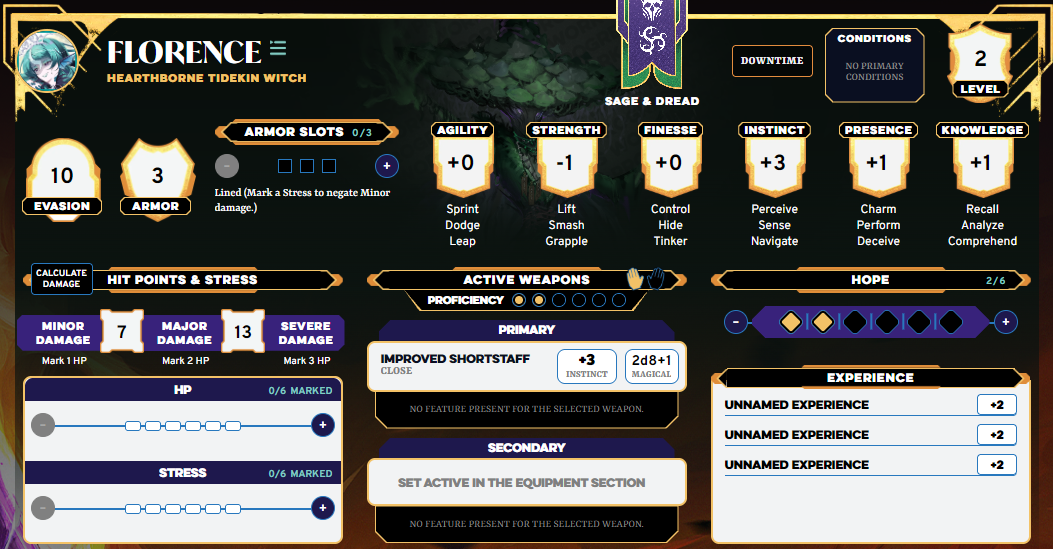 FLORENCE
HEARTHBORNE TIDEKIN WITCH
SAGE & DREAD
DOWNTIME
CONDITIONS
NO PRIMARY
CONDITIONS
2
LEVEL
10
EVASION
3
ARMOR
ARMOR SLOTS 0/3
Lined (Mark a Stress to negate Minor
damage.)
AGILITY
+0
Sprint
Dodge
Leap
STRENGTH
-1
Lift
Smash
Grapple
FINESSE
+0
Control
Hide
Tinker
INSTINCT
+3
Perceive
Sense
Navigate
PRESENCE
+1
Charm
Perform
Deceive
KNOWLEDGE
+1
Recall
Analyze
Comprehend
CALCULATE
DAMAGE
HIT POINTS & STRESS
MINOR
DAMAGE
Mark 1 HP
7
MAJOR
DAMAGE
Mark 2 HP
13
SEVERE
DAMAGE
Mark 3 HP
HP 0/6 MARKED
STRESS 0/6 MARKED
ACTIVE WEAPONS
PROFICIENCY
PRIMARY
IMPROVED SHORTSTAFF
CLOSE
+3
INSTINCT
2d8+1
MAGICAL
NO FEATURE PRESENT FOR THE SELECTED WEAPON.
SECONDARY
SET ACTIVE IN THE EQUIPMENT SECTION
NO FEATURE PRESENT FOR THE SELECTED WEAPON.
HOPE 2/6
EXPERIENCE
UNNAMED EXPERIENCE +2
UNNAMED EXPERIENCE +2
UNNAMED EXPERIENCE +2